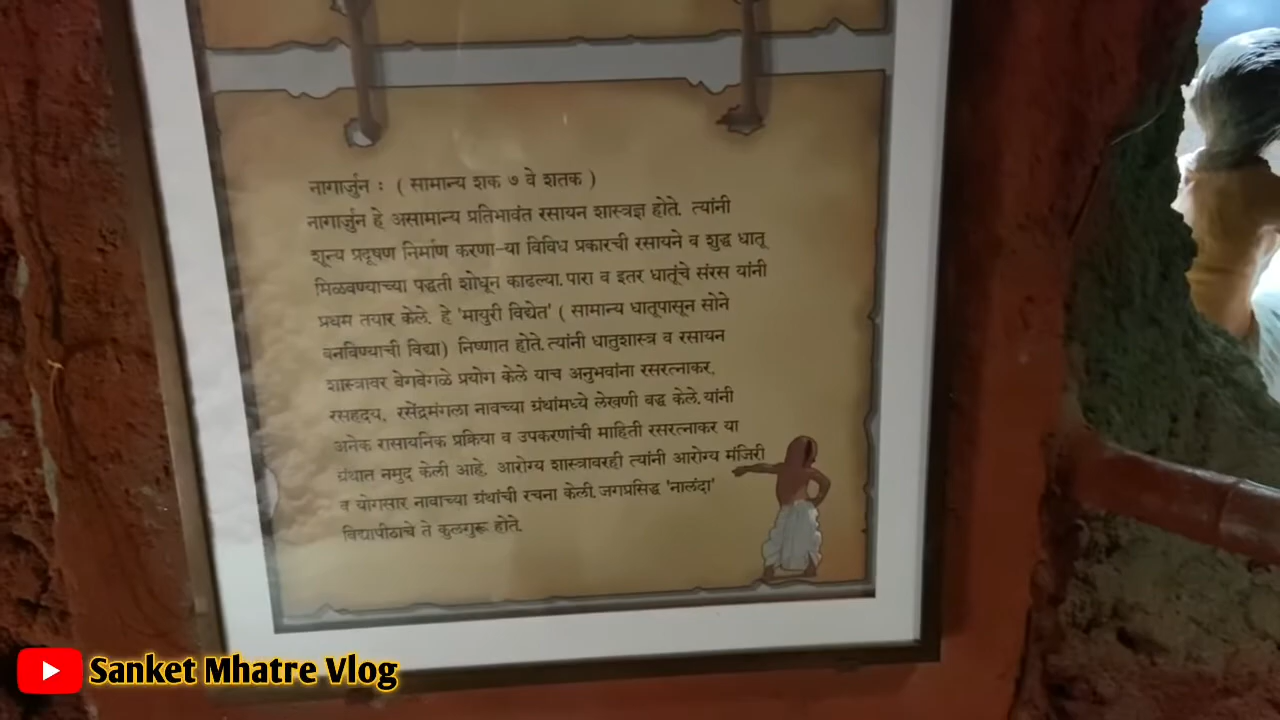 नागार्जुन : ( सामान्य शक ७ वे शतक )
नागार्जुन हे असामान्य प्रतिभावंत रसायन शास्त्रज्ञ होते. त्यांनी
शून्य प्रदूषण निर्माण करणा-या विविध प्रकारची रसायने व शुद्ध धातू
मिळवण्याच्या पद्धती शोधून काढल्या. पारा व इतर धातूंचे संरस यांनी
प्रथम तयार केले. हे 'मायुरी विद्येत' ( सामान्य धातूपासून सोने
बनविण्याची विद्या) निष्णात होते. त्यांनी धातुशास्त्र व रसायन
शास्त्रावर वेगवेगळे प्रयोग केले याच अनुभवांना रसरत्नाकर,
रसहृदय, रसेंद्रमंगला नावच्या ग्रंथांमध्ये लेखणी बद्ध केले. यांनी
अनेक रासायनिक प्रक्रिया व उपकरणांची माहिती रसरत्नाकर या
ग्रंथात नमुद केली आहे. आरोग्य शास्त्रावरही त्यांनी आरोग्य मंजिरी
व योगसार नावाच्या ग्रंथांची रचना केली. जगप्रसिद्ध 'नालंदा'
विद्यापीठाचे ते कुलगुरू होते.
Sanket Mhatre Vlog